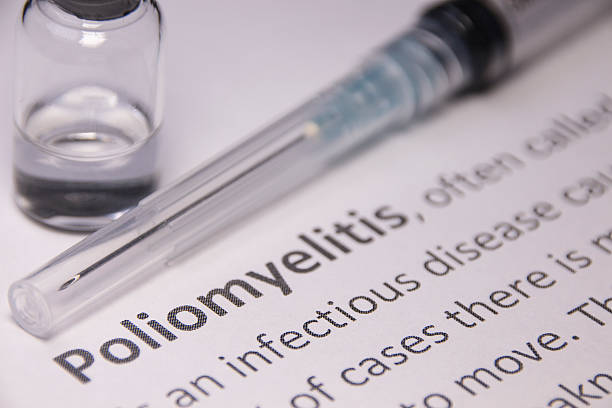 Poliomyelitis, often called
an infectious disease
of cases there is
to move.